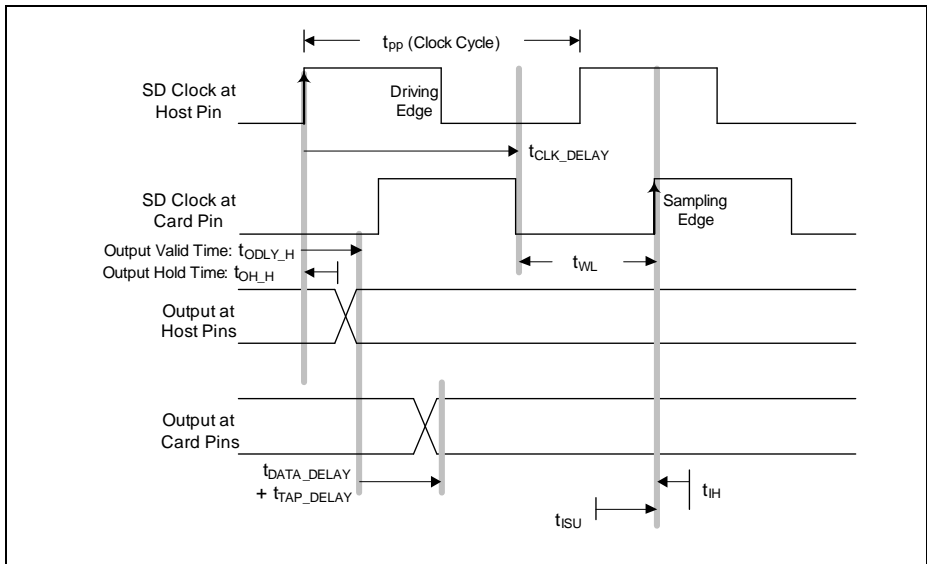 tpp (Clock Cycle)
SD Clock at
Host Pin
Driving
Edge
tCLK_DELAY
SD Clock at
Card Pin
Sampling
Edge
Output Valid Time: tODLY_H
tWL
Output Hold Time: tOH_H
Output at
Host Pins
Output at
Card Pins
tDATA_DELAY
+ tTAP_DELAY
tIH
tISU